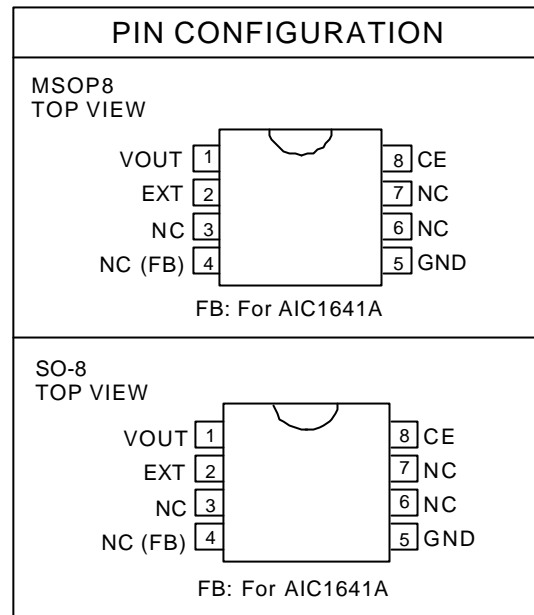 PIN CONFIGURATION
MSOP8
TOP VIEW
VOUT 1 8 CE
EXT 2 7 NC
NC 3 6 NC
NC (FB) 4 5 GND
FB: For AIC1641A
SO-8
TOP VIEW
VOUT 1 8 CE
EXT 2 7 NC
NC 3 6 NC
NC (FB) 4 5 GND
FB: For AIC1641A